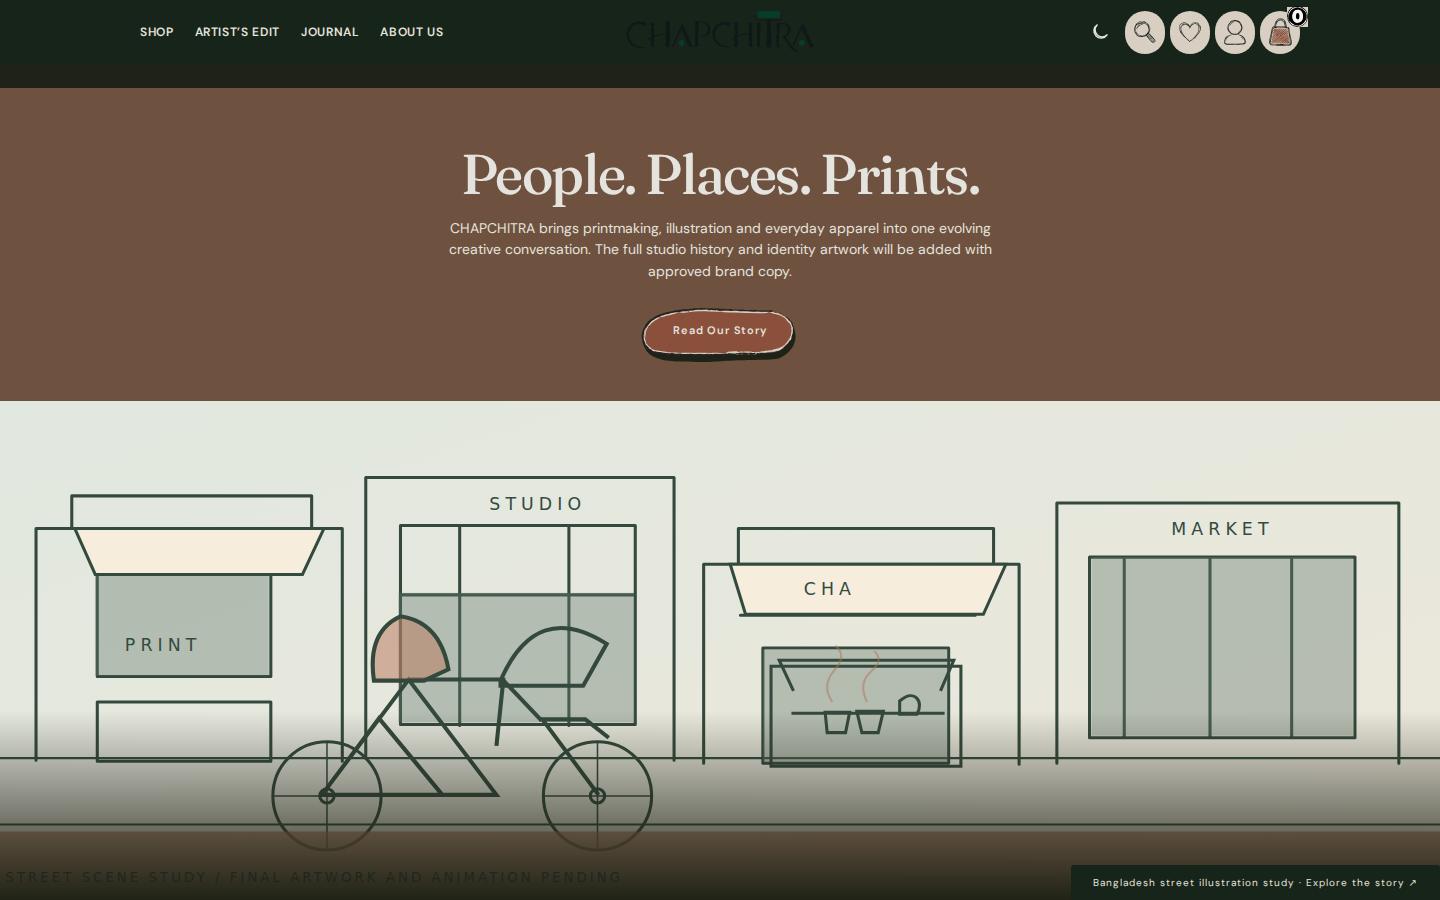 SHOP ARTIST'S EDIT JOURNAL ABOUT US
CHAPCHITRA
0
People. Places. Prints.
CHAPCHITRA brings printmaking, illustration and everyday apparel into one evolving
creative conversation. The full studio history and identity artwork will be added with
approved brand copy.
Read Our Story
STUDIO
MARKET
CHA
PRINT
STREET SCENE STUDY / FINAL ARTWORK AND ANIMATION PENDING
Bangladesh street illustration study · Explore the story ↗